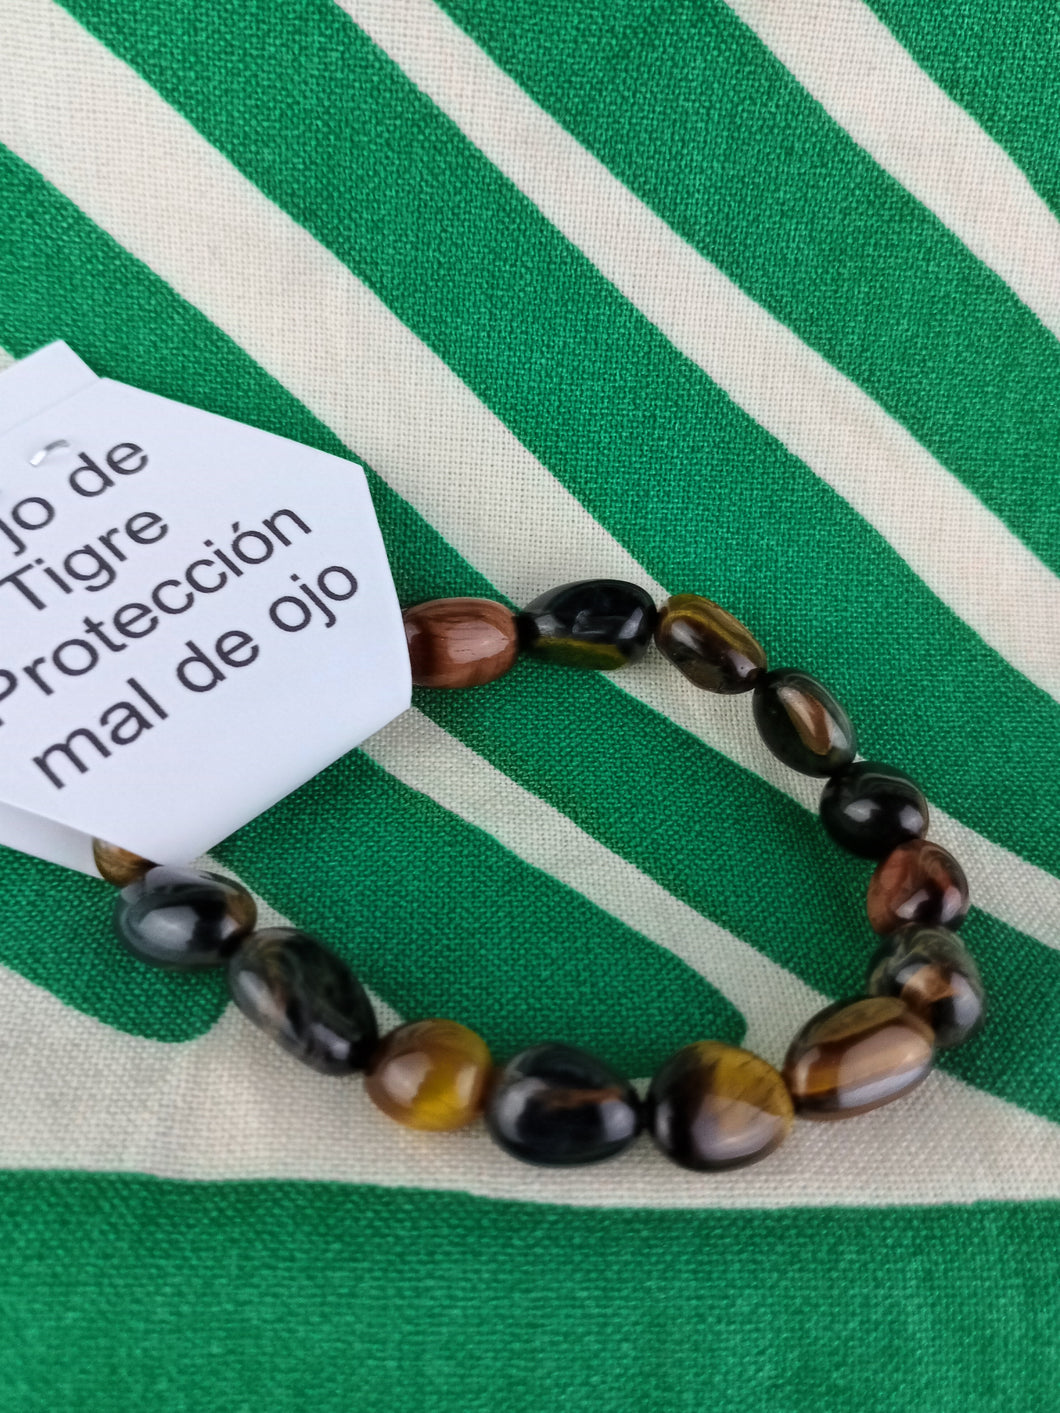 jo de
Tigre
Protección
mal de ojo